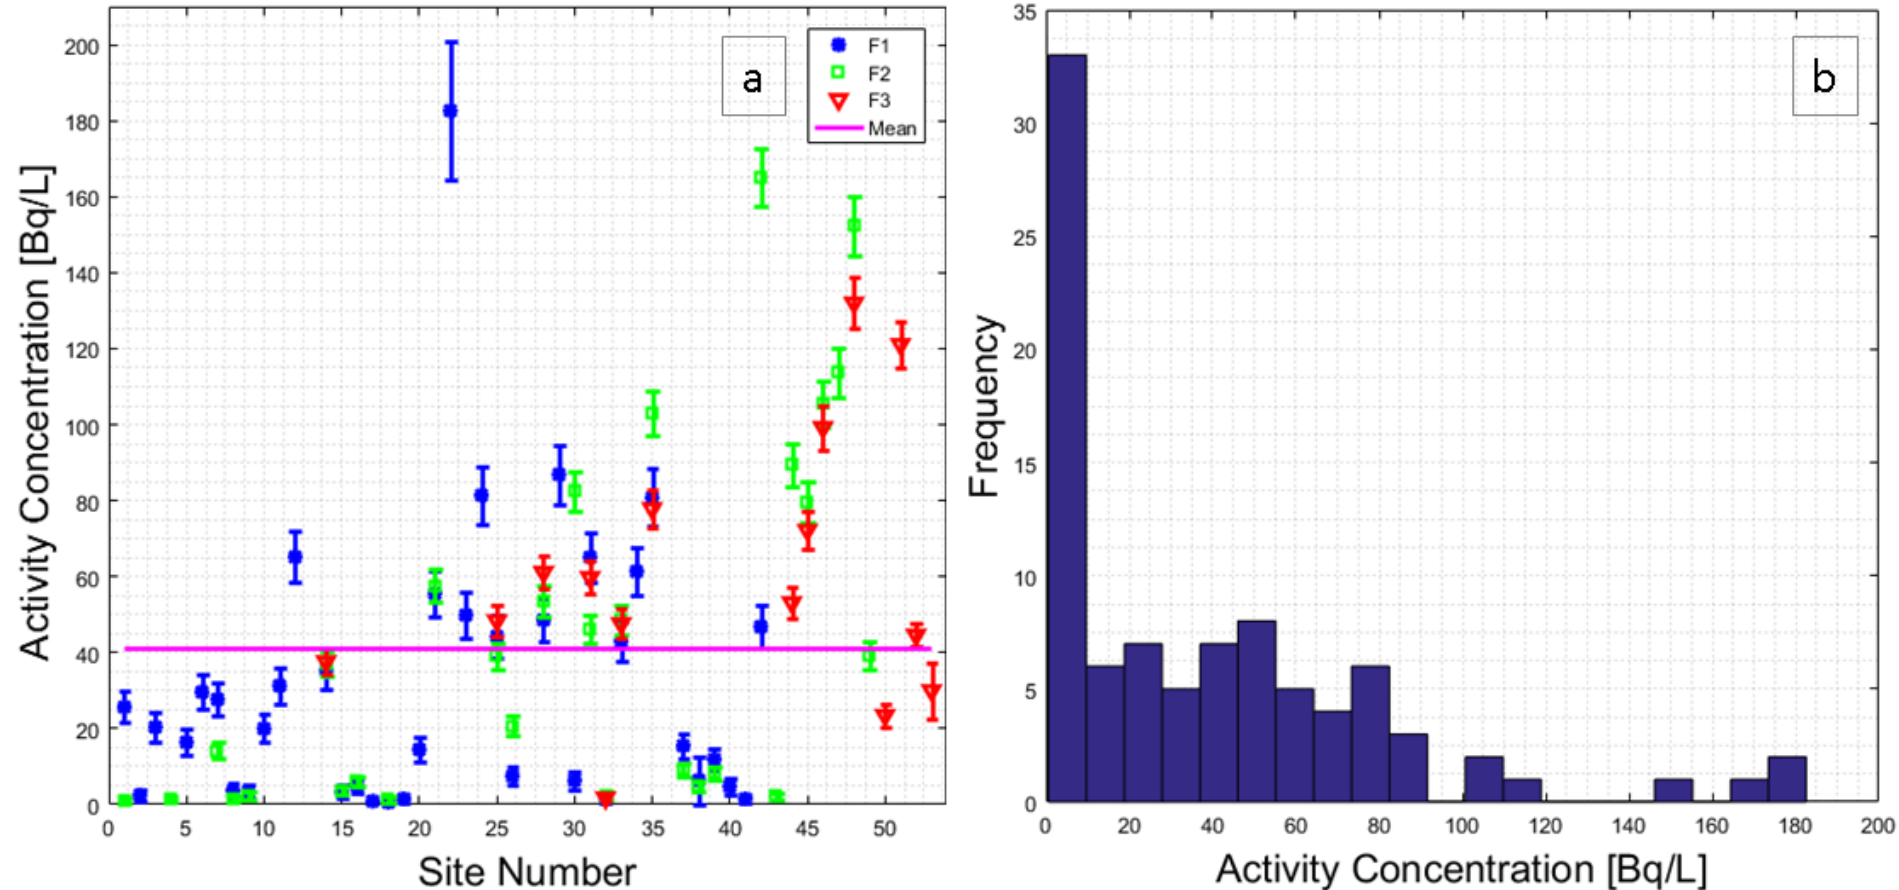 a
F1
F2
F3
Mean
Activity Concentration [Bq/L]
200
180
160
140
120
100
80
60
40
20
0
0 5 10 15 20 25 30 35 40 45 50
Site Number
b
Frequency
35
30
25
20
15
10
5
0
0 20 40 60 80 100 120 140 160 180 200
Activity Concentration [Bq/L]